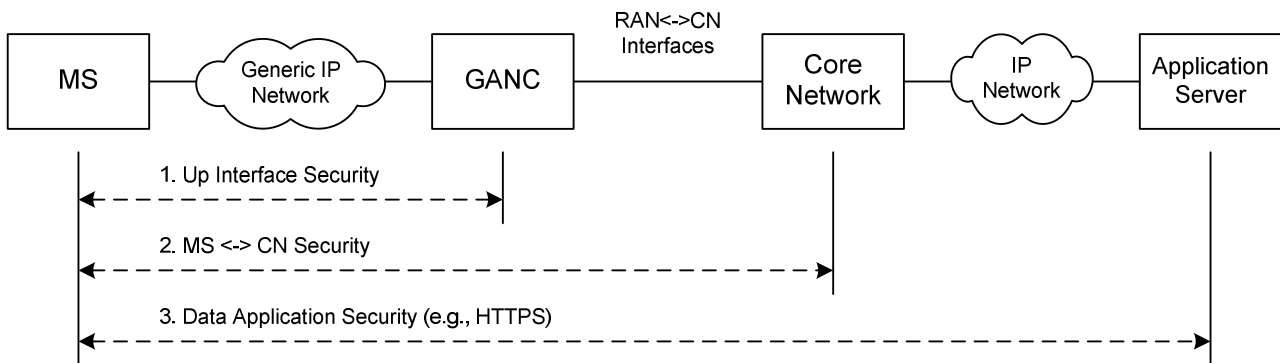 RAN<->CN
Interfaces
MS
Generic IP
Network
GANC
Core
Network
IP
Network
Application
Server
1. Up Interface Security
2. MS <-> CN Security
3. Data Application Security (e.g., HTTPS)